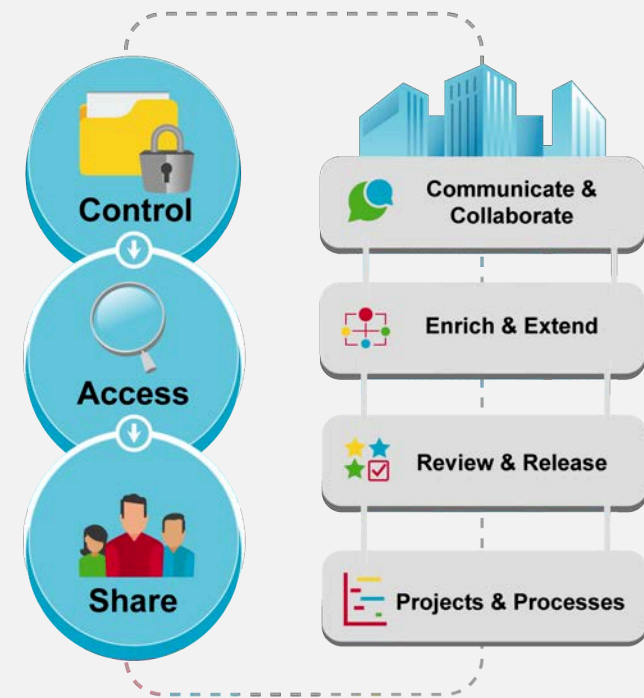 Control
Access
Share
Communicate &
Collaborate
Enrich & Extend
Review & Release
Projects & Processes